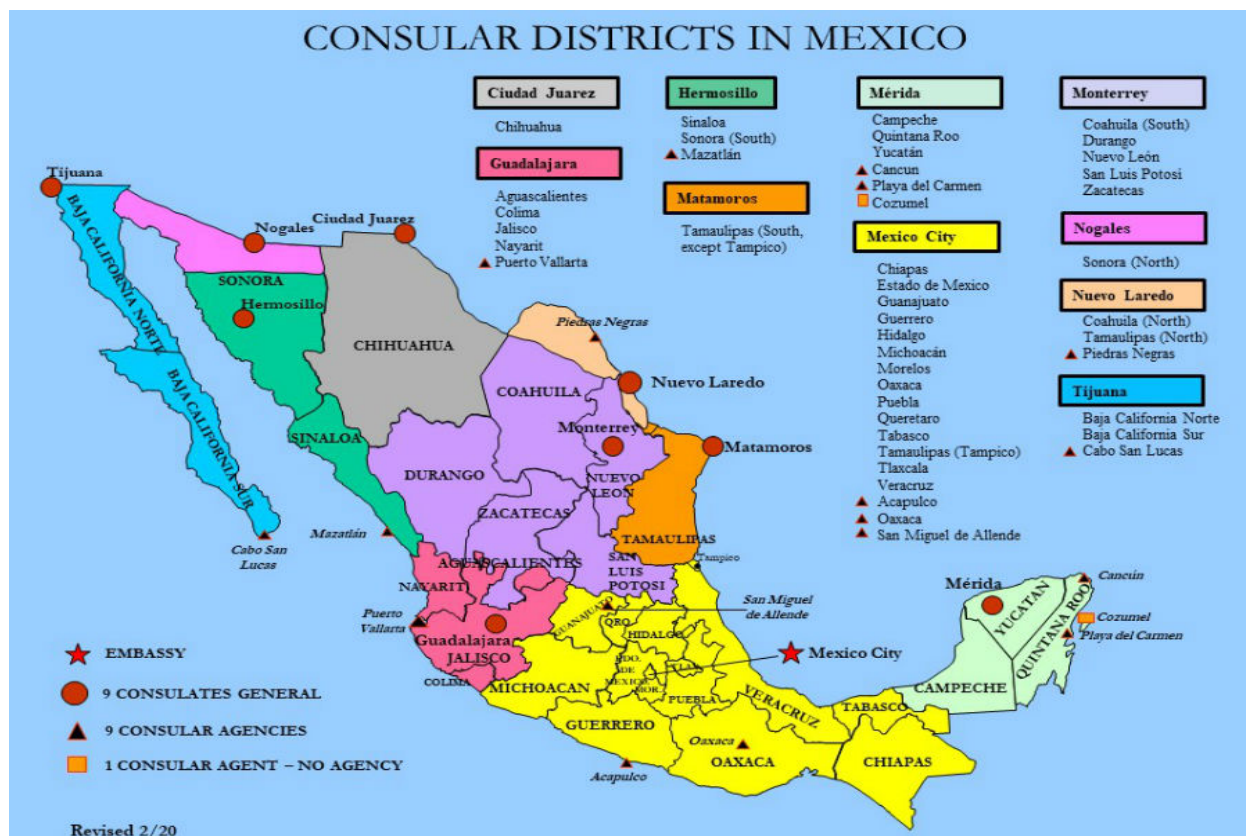 CONSULAR DISTRICTS IN MEXICO
Ciudad Juarez
Chihuahua
Guadalajara
Aguascalientes
Colima
Jalisco
Nayarit
Puerto Vallarta
Hermosillo
Sinaloa
Sonora (South)
Mazatlán
Matamoros
Tamaulipas (South,
except Tampico)
Mérida
Campeche
Quintana Roo
Yucatán
Cancun
Playa del Carmen
Cozumel
Mexico City
Chiapas
Estado de Mexico
Guanajuato
Guerrero
Hidalgo
Michoacán
Morelos
Oaxaca
Puebla
Queretaro
Tabasco
Tamaulipas (Tampico)
Tlaxcala
Veracruz
Acapulco
Oaxaca
San Miguel de Allende
Monterrey
Coahuila (South)
Durango
Nuevo León
San Luis Potosi
Zacatecas
Nogales
Sonora (North)
Nuevo Laredo
Coahuila (North)
Tamaulipas (North)
Piedras Negras
Tijuana
Baja California Norte
Baja California Sur
Cabo San Lucas
Tijuana
BAJA CALIFORNIA NORTE
BAJA CALIFORNIA SUR
Cabo San
Lucas
Nogales
SONORA
Hermosillo
Ciudad Juarez
CHIHUAHUA
SINALOA
Mazatlán
Piedras Negras
COAHUILA
Nuevo Laredo
Monterrey
Matamoros
NUEVO
LEON
DURANGO
ZACATECAS
TAMAULIPAS
Tampico
SAN
LUIS
POTOSI
AGUASCALIENTES
NAYARIT
Puerto
Vallarta
Guadalajara
JALISCO
COLIMA
GUANAJUATO
San Miguel
de Allende
QRO.
HIDALGO
EDO.
DE
MEXICO
MOR.
TLAX.
PUEBLA
Mexico City
MICHOACAN
GUERRERO
Acapulco
Oaxaca
OAXACA
VERACRUZ
TABASCO
CHIAPAS
CAMPECHE
Mérida
YUCATAN
QUINTANA ROO
Cancún
Cozumel
Playa del Carmen
EMBASSY
9 CONSULATES GENERAL
9 CONSULAR AGENCIES
1 CONSULAR AGENT – NO AGENCY
Revised 2/20